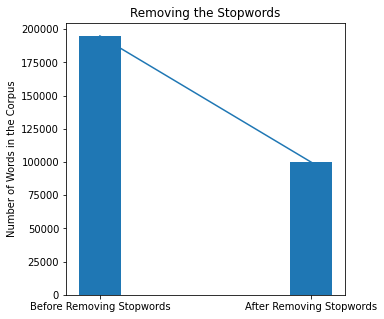 Removing the Stopwords
Number of Words in the Corpus
200000
175000
150000
125000
100000
75000
50000
25000
0
Before Removing Stopwords
After Removing Stopwords